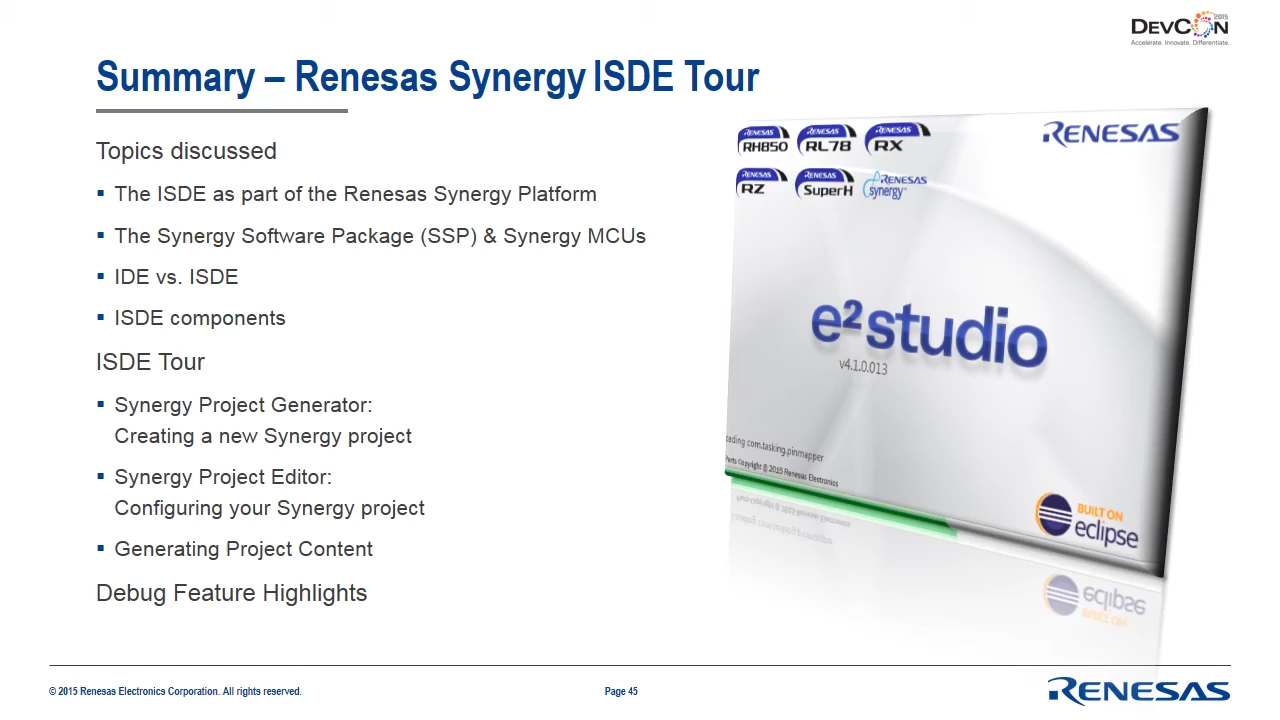 DevCon 2015
Accelerate. Innovate. Differentiate.
Summary – Renesas Synergy ISDE Tour
Topics discussed
▪ The ISDE as part of the Renesas Synergy Platform
▪ The Synergy Software Package (SSP) & Synergy MCUs
▪ IDE vs. ISDE
▪ ISDE components
ISDE Tour
▪ Synergy Project Generator:
Creating a new Synergy project
▪ Synergy Project Editor:
Configuring your Synergy project
▪ Generating Project Content
Debug Feature Highlights
RENESAS RENESAS RENESAS
RH850 RL78 RX
RENESAS
RENESAS RENESAS RENESAS
RZ SuperH synergy™
e² studio
v4.1.0.013
ading com.tasking.pinmapper
Parts Copyright © 2015 Renesas Electronics
BUILT ON
eclipse
© 2015 Renesas Electronics Corporation. All rights reserved.
Page 45
RENESAS